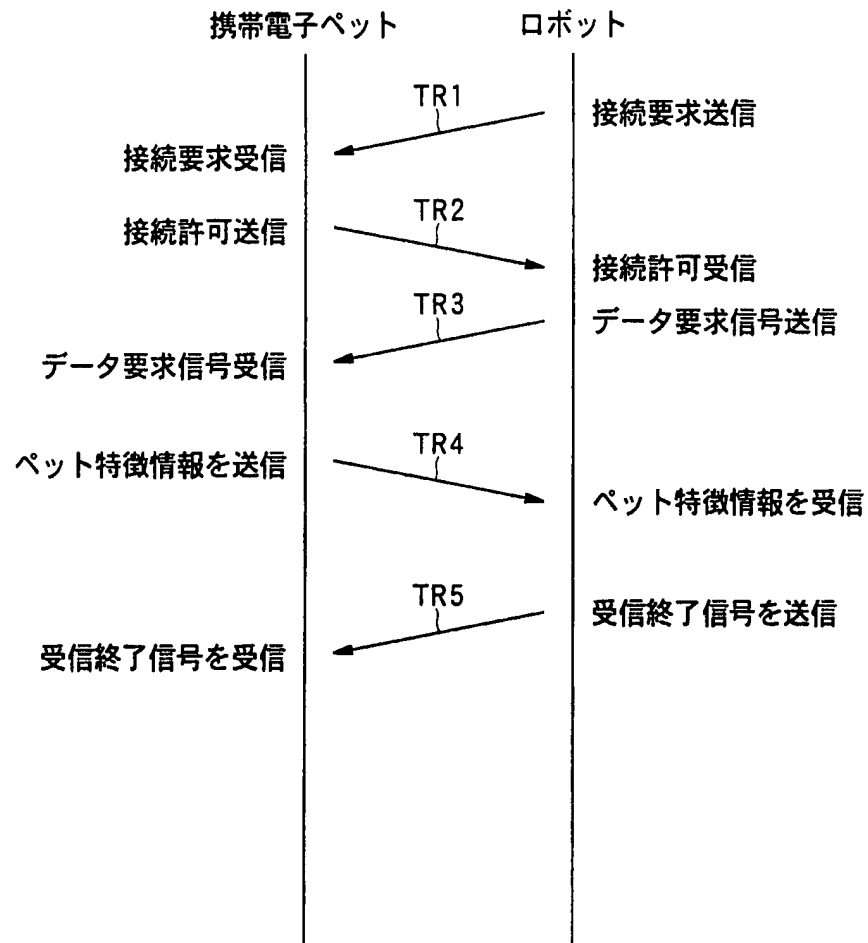 携帯電子ペット
ロボット
TR1
接続要求送信
接続要求受信
TR2
接続許可送信
接続許可受信
TR3
データ要求信号送信
データ要求信号受信
TR4
ペット特徴情報を送信
ペット特徴情報を受信
TR5
受信終了信号を送信
受信終了信号を受信